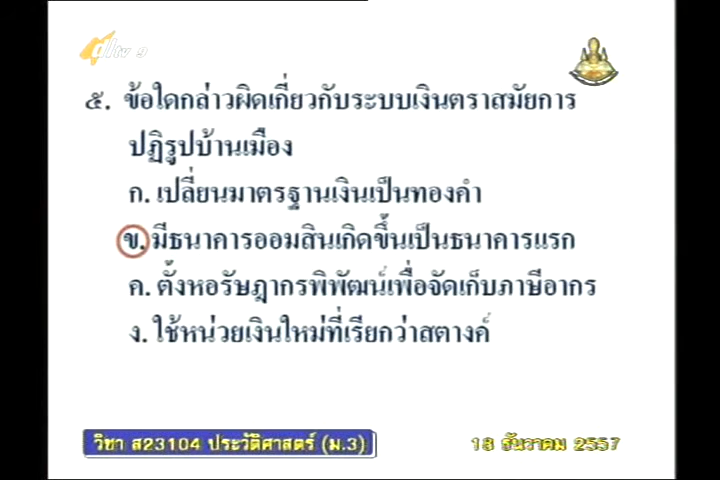 dltv 9
๕. ข้อใดกล่าวผิดเกี่ยวกับระบบเงินตราสมัยการ
ปฏิรูปบ้านเมือง
ก. เปลี่ยนมาตรฐานเงินเป็นทองคำ
ข. มีธนาคารออมสินเกิดขึ้นเป็นธนาคารแรก
ค. ตั้งหอรัษฎากรพิพัฒน์เพื่อจัดเก็บภาษีอากร
ง. ใช้หน่วยเงินใหม่ที่เรียกว่าสตางค์
วิชา ส23104 ประวัติศาสตร์ (ม.3)
18 ธันวาคม 2557